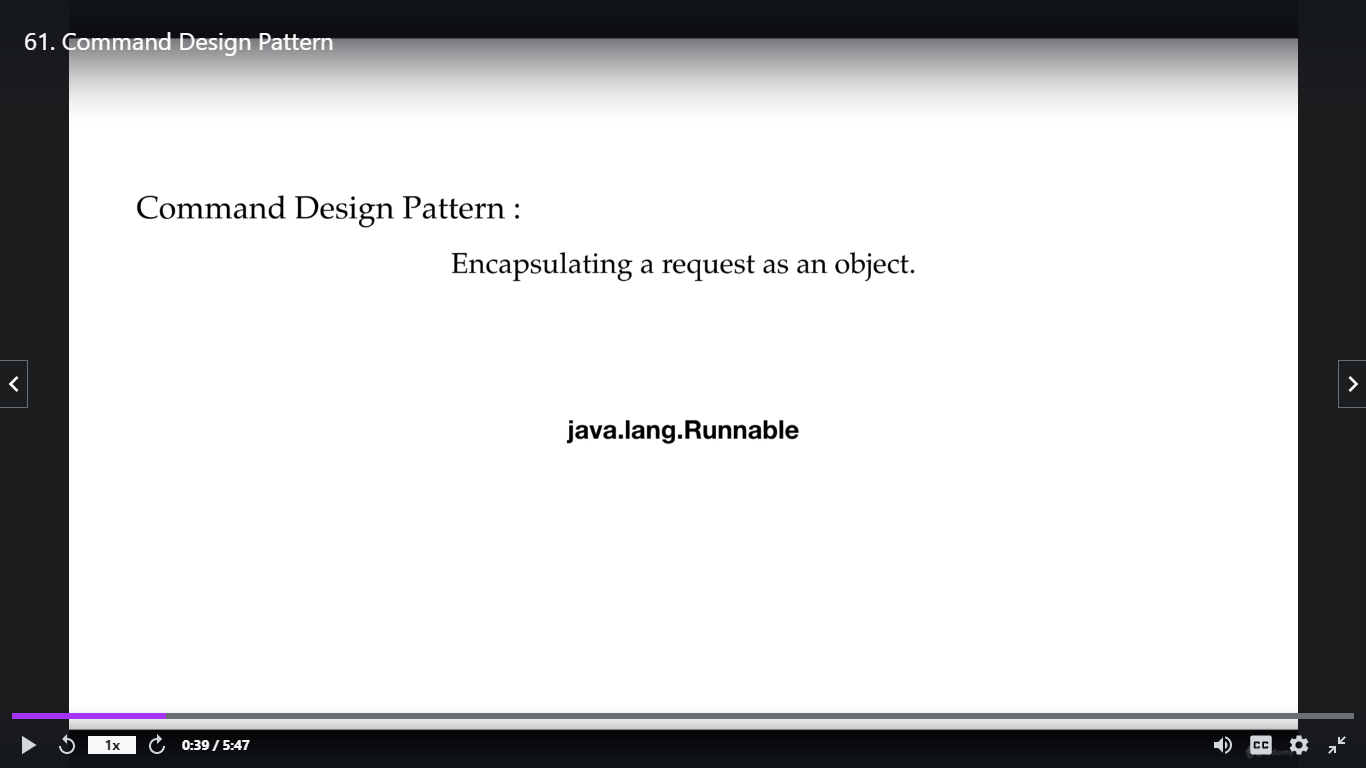 61. Command Design Pattern
Command Design Pattern :
Encapsulating a request as an object.
java.lang.Runnable
1x
0:39 / 5:47
CC